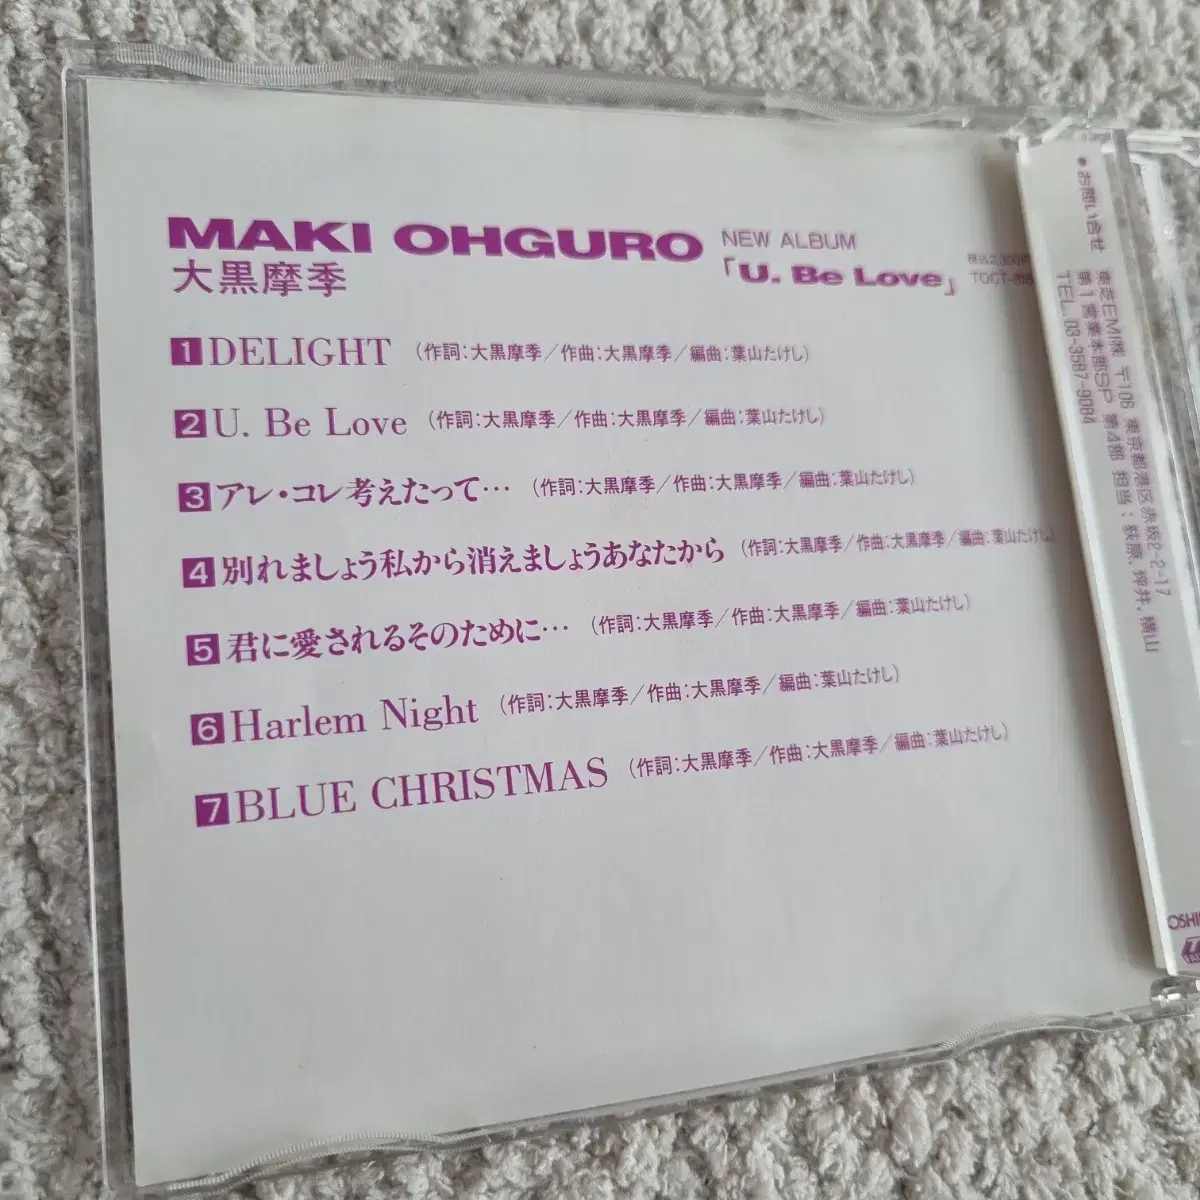 MAKI OHGURO NEW ALBUM
大黒摩季 「U. Be Love」
TOCT-
1 DELIGHT (作詞:大黒摩季/作曲:大黒摩季/編曲:葉山たけし)
2 U. Be Love (作詞:大黒摩季/作曲:大黒摩季/編曲:葉山たけし)
3 アレ・コレ考えたって… (作詞:大黒摩季/作曲:大黒摩季/編曲:葉山たけし)
4 別れましょう私から消えましょうあなたから (作詞:大黒摩季/作曲:大黒摩季/編曲:葉山たけし)
5 君に愛されるそのために… (作詞:大黒摩季/作曲:大黒摩季/編曲:葉山たけし)
6 Harlem Night (作詞:大黒摩季/作曲:大黒摩季/編曲:葉山たけし)
7 BLUE CHRISTMAS (作詞:大黒摩季/作曲:大黒摩季/編曲:葉山たけし)
●お問い合せ 東芝EMI㈱ 〒106 東京都港区赤坂2-2-17
第1営業本部SP 第4部 担当:荻原、坪井、横山
TEL 03-3587-9084